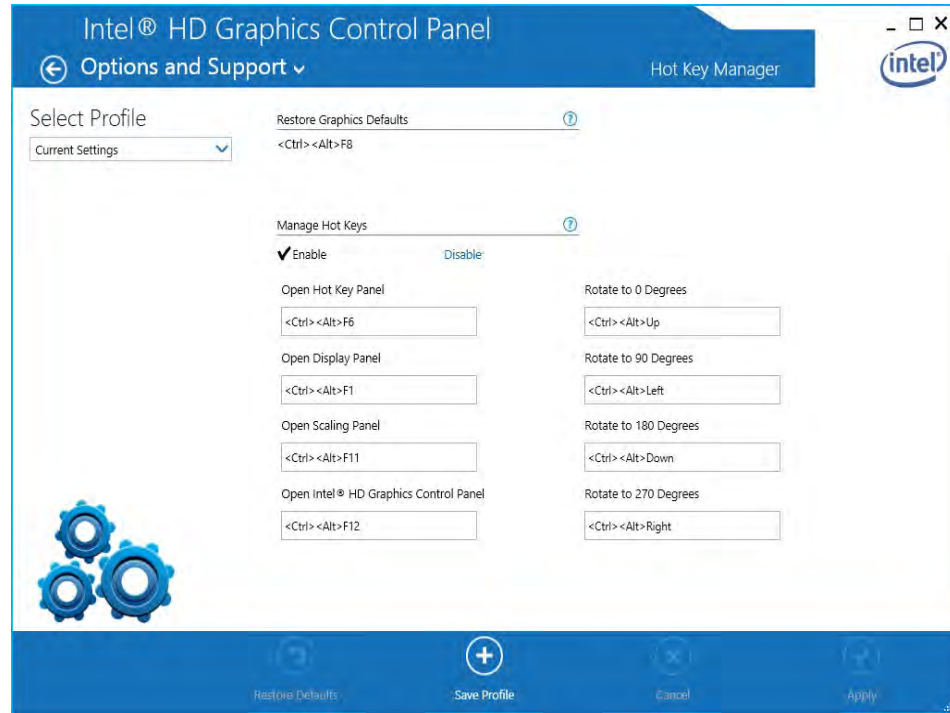 Intel® HD Graphics Control Panel
Options and Support
Hot Key Manager
intel
Select Profile
Current Settings
Restore Graphics Defaults
<Ctrl><Alt>F8
Manage Hot Keys
Enable
Disable
Open Hot Key Panel
<Ctrl><Alt>F6
Open Display Panel
<Ctrl><Alt>F1
Open Scaling Panel
<Ctrl><Alt>F11
Open Intel® HD Graphics Control Panel
<Ctrl><Alt>F12
Rotate to 0 Degrees
<Ctrl><Alt>Up
Rotate to 90 Degrees
<Ctrl><Alt>Left
Rotate to 180 Degrees
<Ctrl><Alt>Down
Rotate to 270 Degrees
<Ctrl><Alt>Right
Restore Defaults
Save Profile
Cancel
Apply